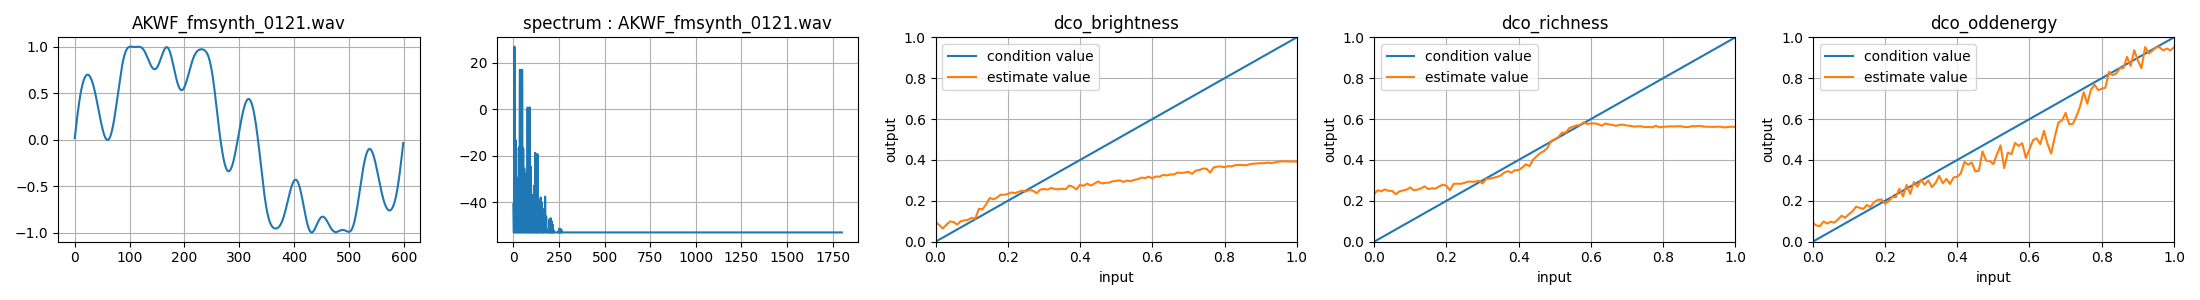 AKWF_fmsynth_0121.wav
1.0
0.5
0.0
−0.5
−1.0
0 100 200 300 400 500 600
spectrum : AKWF_fmsynth_0121.wav
20
0
−20
−40
0 250 500 750 1000 1250 1500 1750
dco_brightness
condition value
estimate value
output
1.0
0.8
0.6
0.4
0.2
0.0
0.0 0.2 0.4 0.6 0.8 1.0
input
dco_richness
condition value
estimate value
output
1.0
0.8
0.6
0.4
0.2
0.0
0.0 0.2 0.4 0.6 0.8 1.0
input
dco_oddenergy
condition value
estimate value
output
1.0
0.8
0.6
0.4
0.2
0.0
0.0 0.2 0.4 0.6 0.8 1.0
input